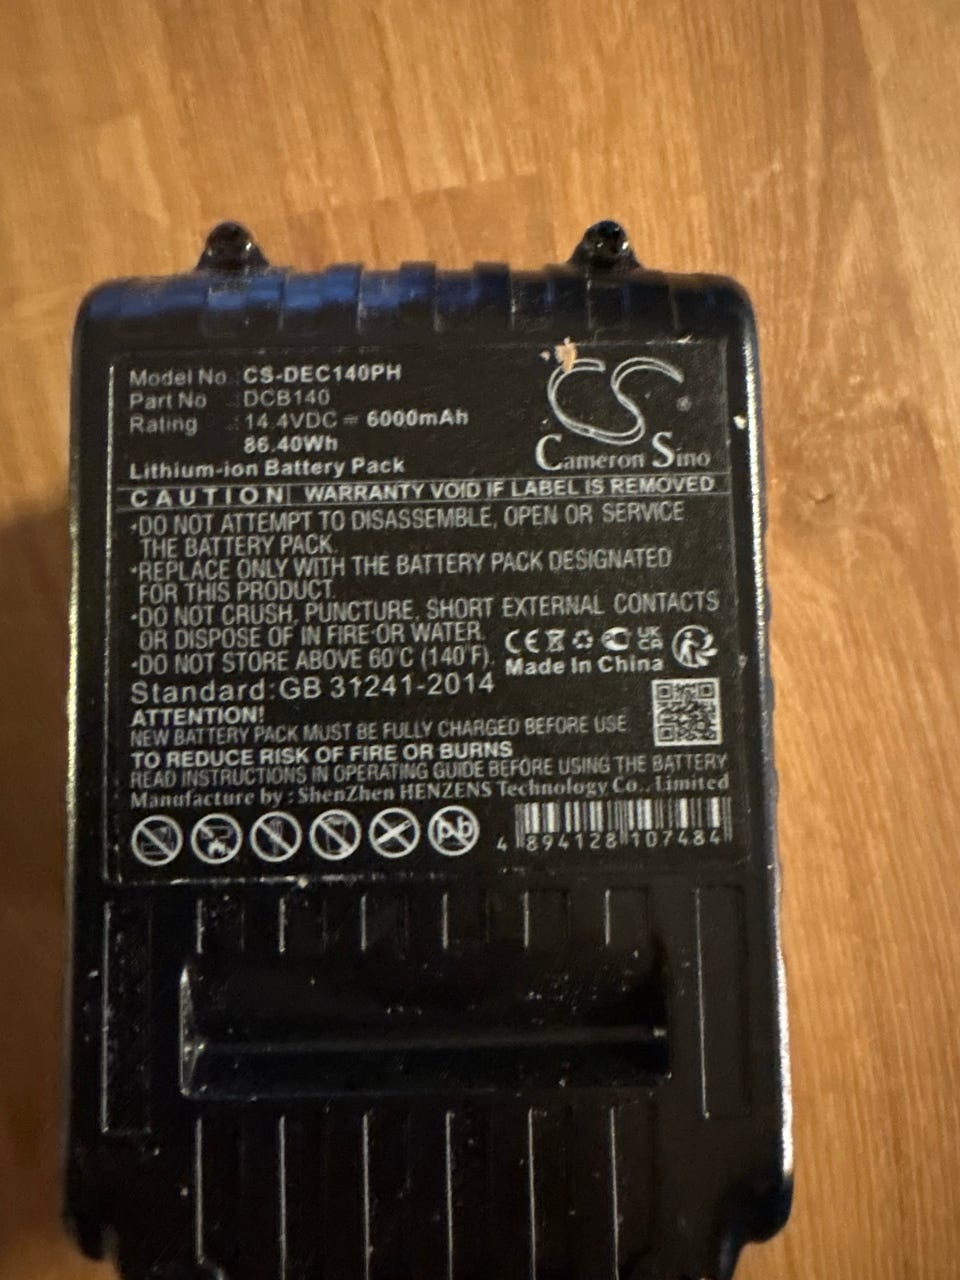 Model No. : CS-DEC140PH
Part No : DCB140
Rating : 14.4VDC ⎓ 6000mAh
86.40Wh
Lithium-ion Battery Pack
CS ®
Cameron Sino
CAUTION! WARRANTY VOID IF LABEL IS REMOVED
•DO NOT ATTEMPT TO DISASSEMBLE, OPEN OR SERVICE
THE BATTERY PACK.
•REPLACE ONLY WITH THE BATTERY PACK DESIGNATED
FOR THIS PRODUCT.
•DO NOT CRUSH, PUNCTURE, SHORT EXTERNAL CONTACTS
OR DISPOSE OF IN FIRE OR WATER.
•DO NOT STORE ABOVE 60°C (140°F).
CE UK CA
Made In China
Standard:GB 31241-2014
ATTENTION!
NEW BATTERY PACK MUST BE FULLY CHARGED BEFORE USE
TO REDUCE RISK OF FIRE OR BURNS
READ INSTRUCTIONS IN OPERATING GUIDE BEFORE USING THE BATTERY
Manufacture by : ShenZhen HENZENS Technology Co., Limited
Pb
4 894128 107484